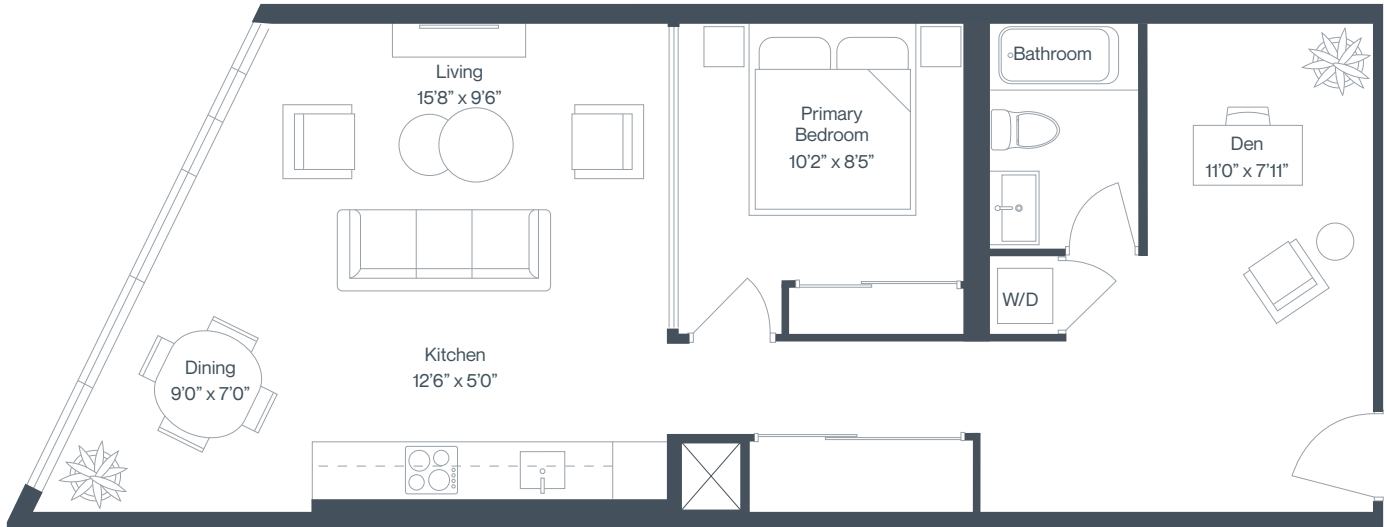 Living
15’8” x 9’6”
Primary
Bedroom
10’2” x 8’5”
Bathroom
Den
11’0” x 7’11”
W/D
Dining
9’0” x 7’0”
Kitchen
12’6” x 5’0”